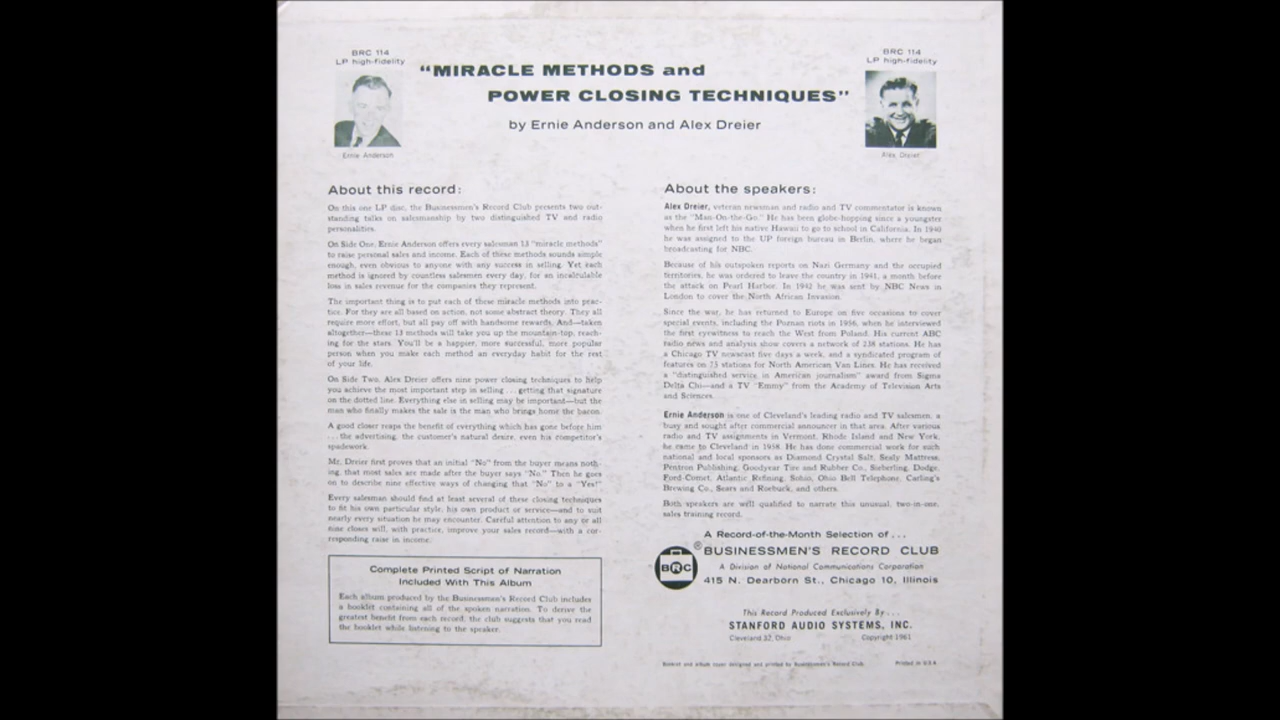 BRC 114
LP high-fidelity
Ernie Anderson
"MIRACLE METHODS and
POWER CLOSING TECHNIQUES"
by Ernie Anderson and Alex Dreier
BRC 114
LP high-fidelity
Alex Dreier
About this record:
On this one LP disc, the Businessmen's Record Club presents two out-
standing talks on salesmanship by two distinguished TV and radio
personalities.
On Side One, Ernie Anderson offers every salesman 13 "miracle methods"
to raise personal sales and income. Each of these methods sounds simple
enough, even obvious to anyone with any success in selling. Yet each
method is ignored by countless salesmen every day, for an incalculable
loss in sales revenue for the companies they represent.
The important thing is to put each of these miracle methods into prac-
tice. For they are all based on action, not some abstract theory. They all
require more effort, but all pay off with handsome rewards. And—taken
altogether—these 13 methods will take you up the mountain-top, reach-
ing for the stars. You'll be a happier, more successful, more popular
person when you make each method an everyday habit for the rest
of your life.
On Side Two, Alex Dreier offers nine power closing techniques to help
you achieve the most important step in selling . . . getting that signature
on the dotted line. Everything else in selling may be important—but the
man who finally makes the sale is the man who brings home the bacon.
A good closer reaps the benefit of everything which has gone before him
. . . the advertising, the customer's natural desire, even his competitor's
spadework.
Mr. Dreier first proves that an initial "No" from the buyer means noth-
ing, that most sales are made after the buyer says "No." Then he goes
on to describe nine effective ways of changing that "No" to a "Yes!"
Every salesman should find at least several of these closing techniques
to fit his own particular style, his own product or service—and to suit
nearly every situation he may encounter. Careful attention to any or all
nine closes will, with practice, improve your sales record—with a cor-
responding raise in income.
Complete Printed Script of Narration
Included With This Album
Each album produced by the Businessmen's Record Club includes
a booklet containing all of the spoken narration. To derive the
greatest benefit from each record, the club suggests that you read
the booklet while listening to the speaker.
About the speakers:
Alex Dreier, veteran newsman and radio and TV commentator is known
as the "Man-On-the-Go." He has been globe-hopping since a youngster
when he first left his native Hawaii to go to school in California. In 1940
he was assigned to the UP foreign bureau in Berlin, where he began
broadcasting for NBC.
Because of his outspoken reports on Nazi Germany and the occupied
territories, he was ordered to leave the country in 1941, a month before
the attack on Pearl Harbor. In 1942 he was sent by NBC News in
London to cover the North African Invasion.
Since the war, he has returned to Europe on five occasions to cover
special events, including the Poznan riots in 1956, when he interviewed
the first eyewitness to reach the West from Poland. His current ABC
radio news and analysis show covers a network of 238 stations. He has
a Chicago TV newscast five days a week, and a syndicated program of
features on 73 stations for North American Van Lines. He has received
a "distinguished service in American journalism" award from Sigma
Delta Chi—and a TV "Emmy" from the Academy of Television Arts
and Sciences.
Ernie Anderson is one of Cleveland's leading radio and TV salesmen, a
busy and sought after commercial announcer in that area. After various
radio and TV assignments in Vermont, Rhode Island and New York,
he came to Cleveland in 1958. He has done commercial work for such
national and local sponsors as Diamond Crystal Salt, Sealy Mattress,
Pentron Publishing, Goodyear Tire and Rubber Co., Sieberling, Dodge,
Ford-Comet, Atlantic Refining, Sohio, Ohio Bell Telephone, Carling's
Brewing Co., Sears and Roebuck, and others.
Both speakers are well qualified to narrate this unusual, two-in-one,
sales training record.
A Record-of-the-Month Selection of . . .
BRC ® BUSINESSMEN'S RECORD CLUB
A Division of National Communications Corporation
415 N. Dearborn St., Chicago 10, Illinois
This Record Produced Exclusively By . . .
STANFORD AUDIO SYSTEMS, INC.
Cleveland 32, Ohio Copyright 1961
Booklet and album cover designed and printed by Businessmen's Record Club. Printed in U.S.A.